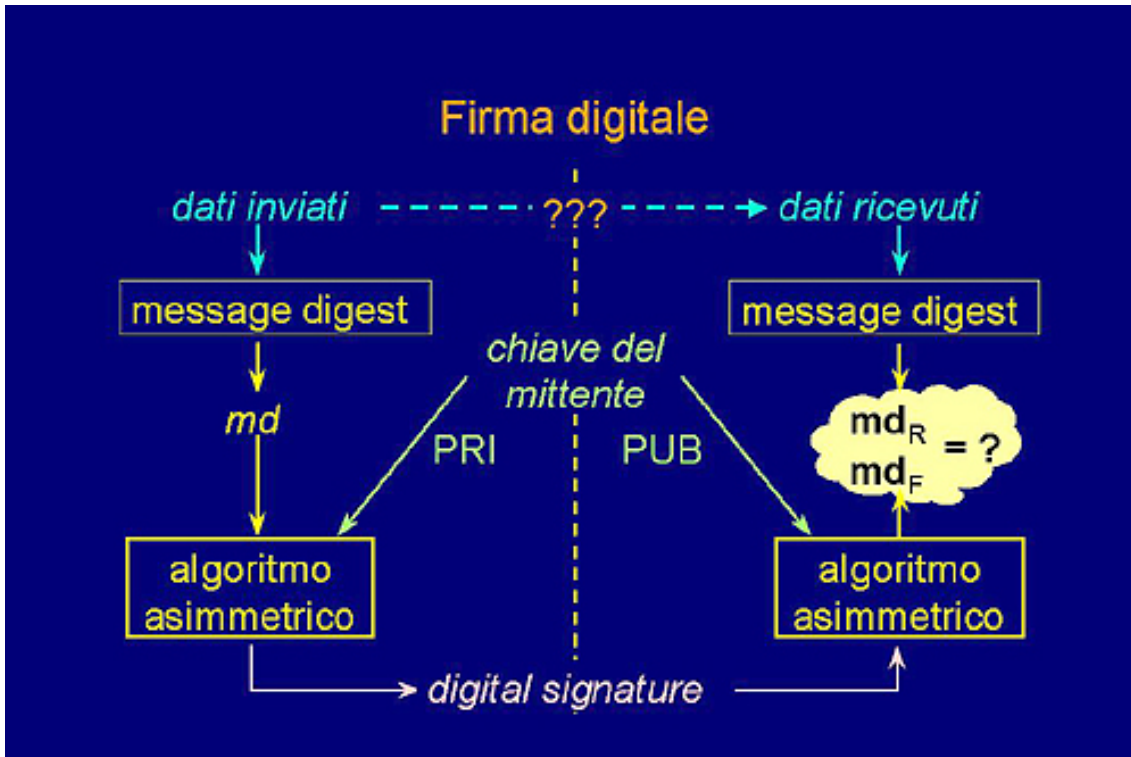 Firma digitale
dati inviati
???
dati ricevuti
message digest
message digest
chiave del
mittente
md
PRI
PUB
md R
md F
= ?
algoritmo
asimmetrico
algoritmo
asimmetrico
digital signature